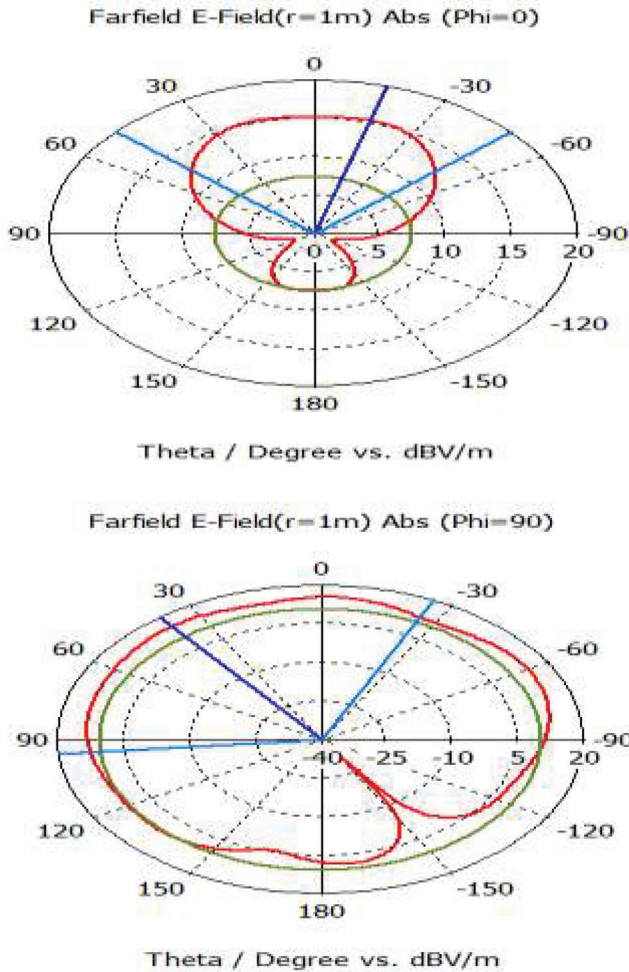 Farfield E-Field(r=1m) Abs (Phi=0)
0
30 -30
60 -60
90 0 5 10 15 20 -90
120 -120
150 -150
180
Theta / Degree vs. dBV/m
Farfield E-Field(r=1m) Abs (Phi=90)
0
30 -30
60 -60
90 -40 -25 -10 5 20 -90
120 -120
150 -150
180
Theta / Degree vs. dBV/m